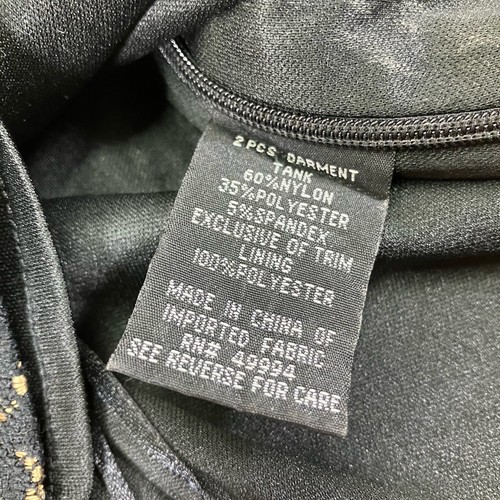 2 PCS. DARMENT
TANK
60%NYLON
35%POLYESTER
5%SPANDEX
EXCLUSIVE OF TRIM
LINING
100%POLYESTER
MADE IN CHINA OF
IMPORTED FABRIC
RN# 49994
SEE REVERSE FOR CARE